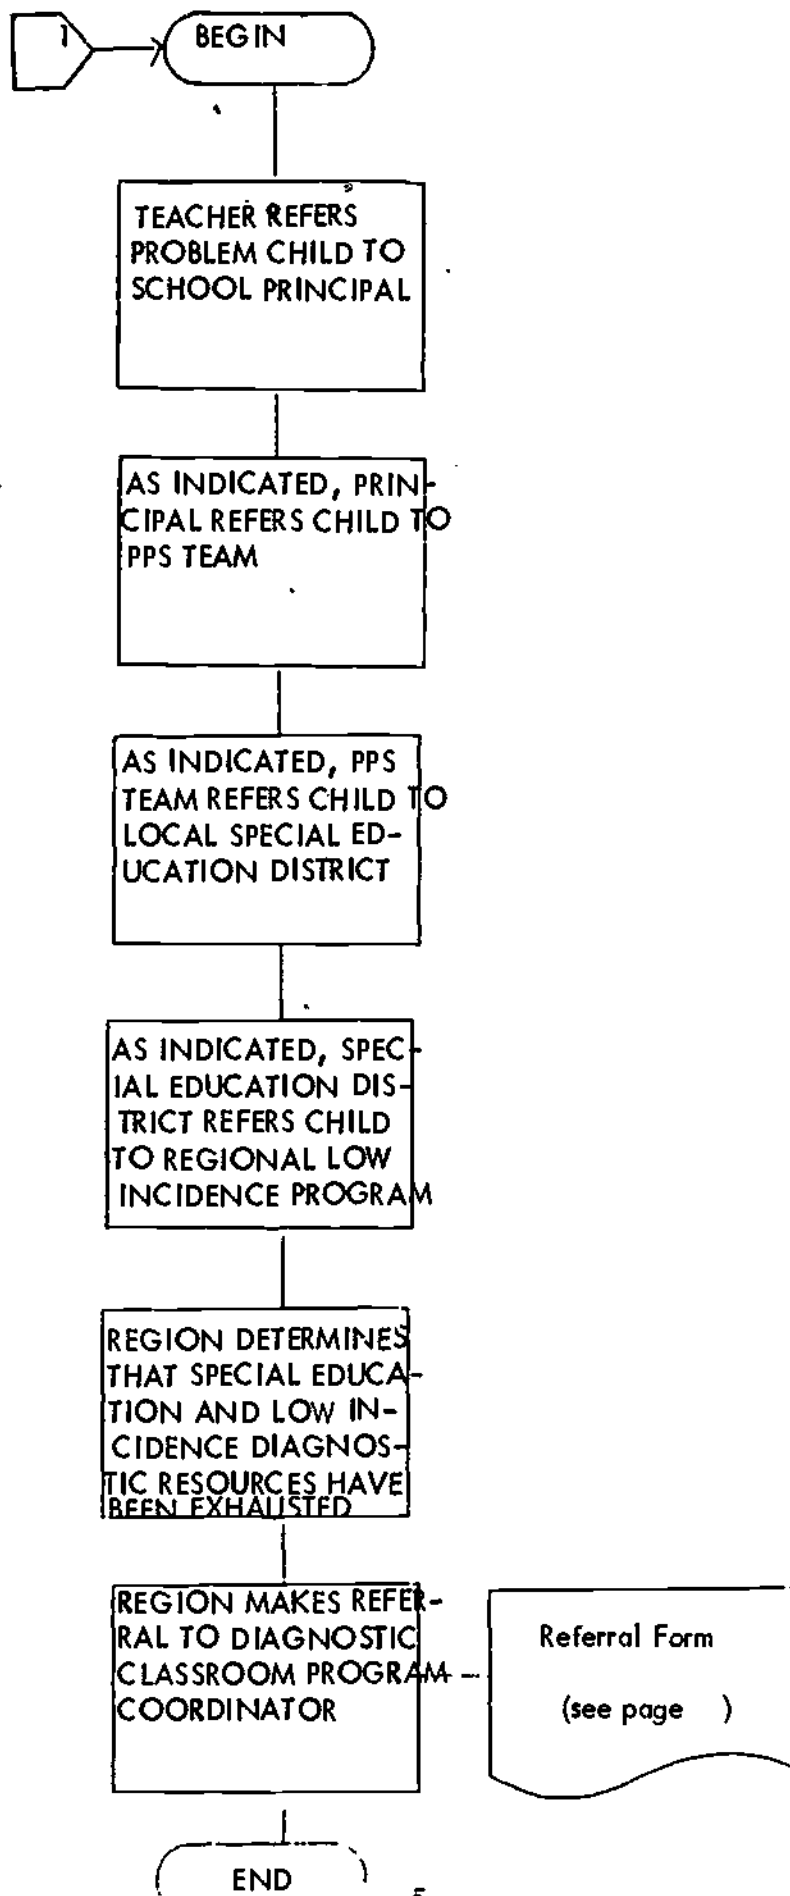 1
BEGIN
TEACHER REFERS
PROBLEM CHILD TO
SCHOOL PRINCIPAL
AS INDICATED, PRIN-
CIPAL REFERS CHILD TO
PPS TEAM
AS INDICATED, PPS
TEAM REFERS CHILD TO
LOCAL SPECIAL ED-
UCATION DISTRICT
AS INDICATED, SPEC-
IAL EDUCATION DIS-
TRICT REFERS CHILD
TO REGIONAL LOW
INCIDENCE PROGRAM
REGION DETERMINES
THAT SPECIAL EDUCA-
TION AND LOW IN-
CIDENCE DIAGNOS-
TIC RESOURCES HAVE
BEEN EXHAUSTED
REGION MAKES REFER-
RAL TO DIAGNOSTIC
CLASSROOM PROGRAM
COORDINATOR
Referral Form
(see page )
END